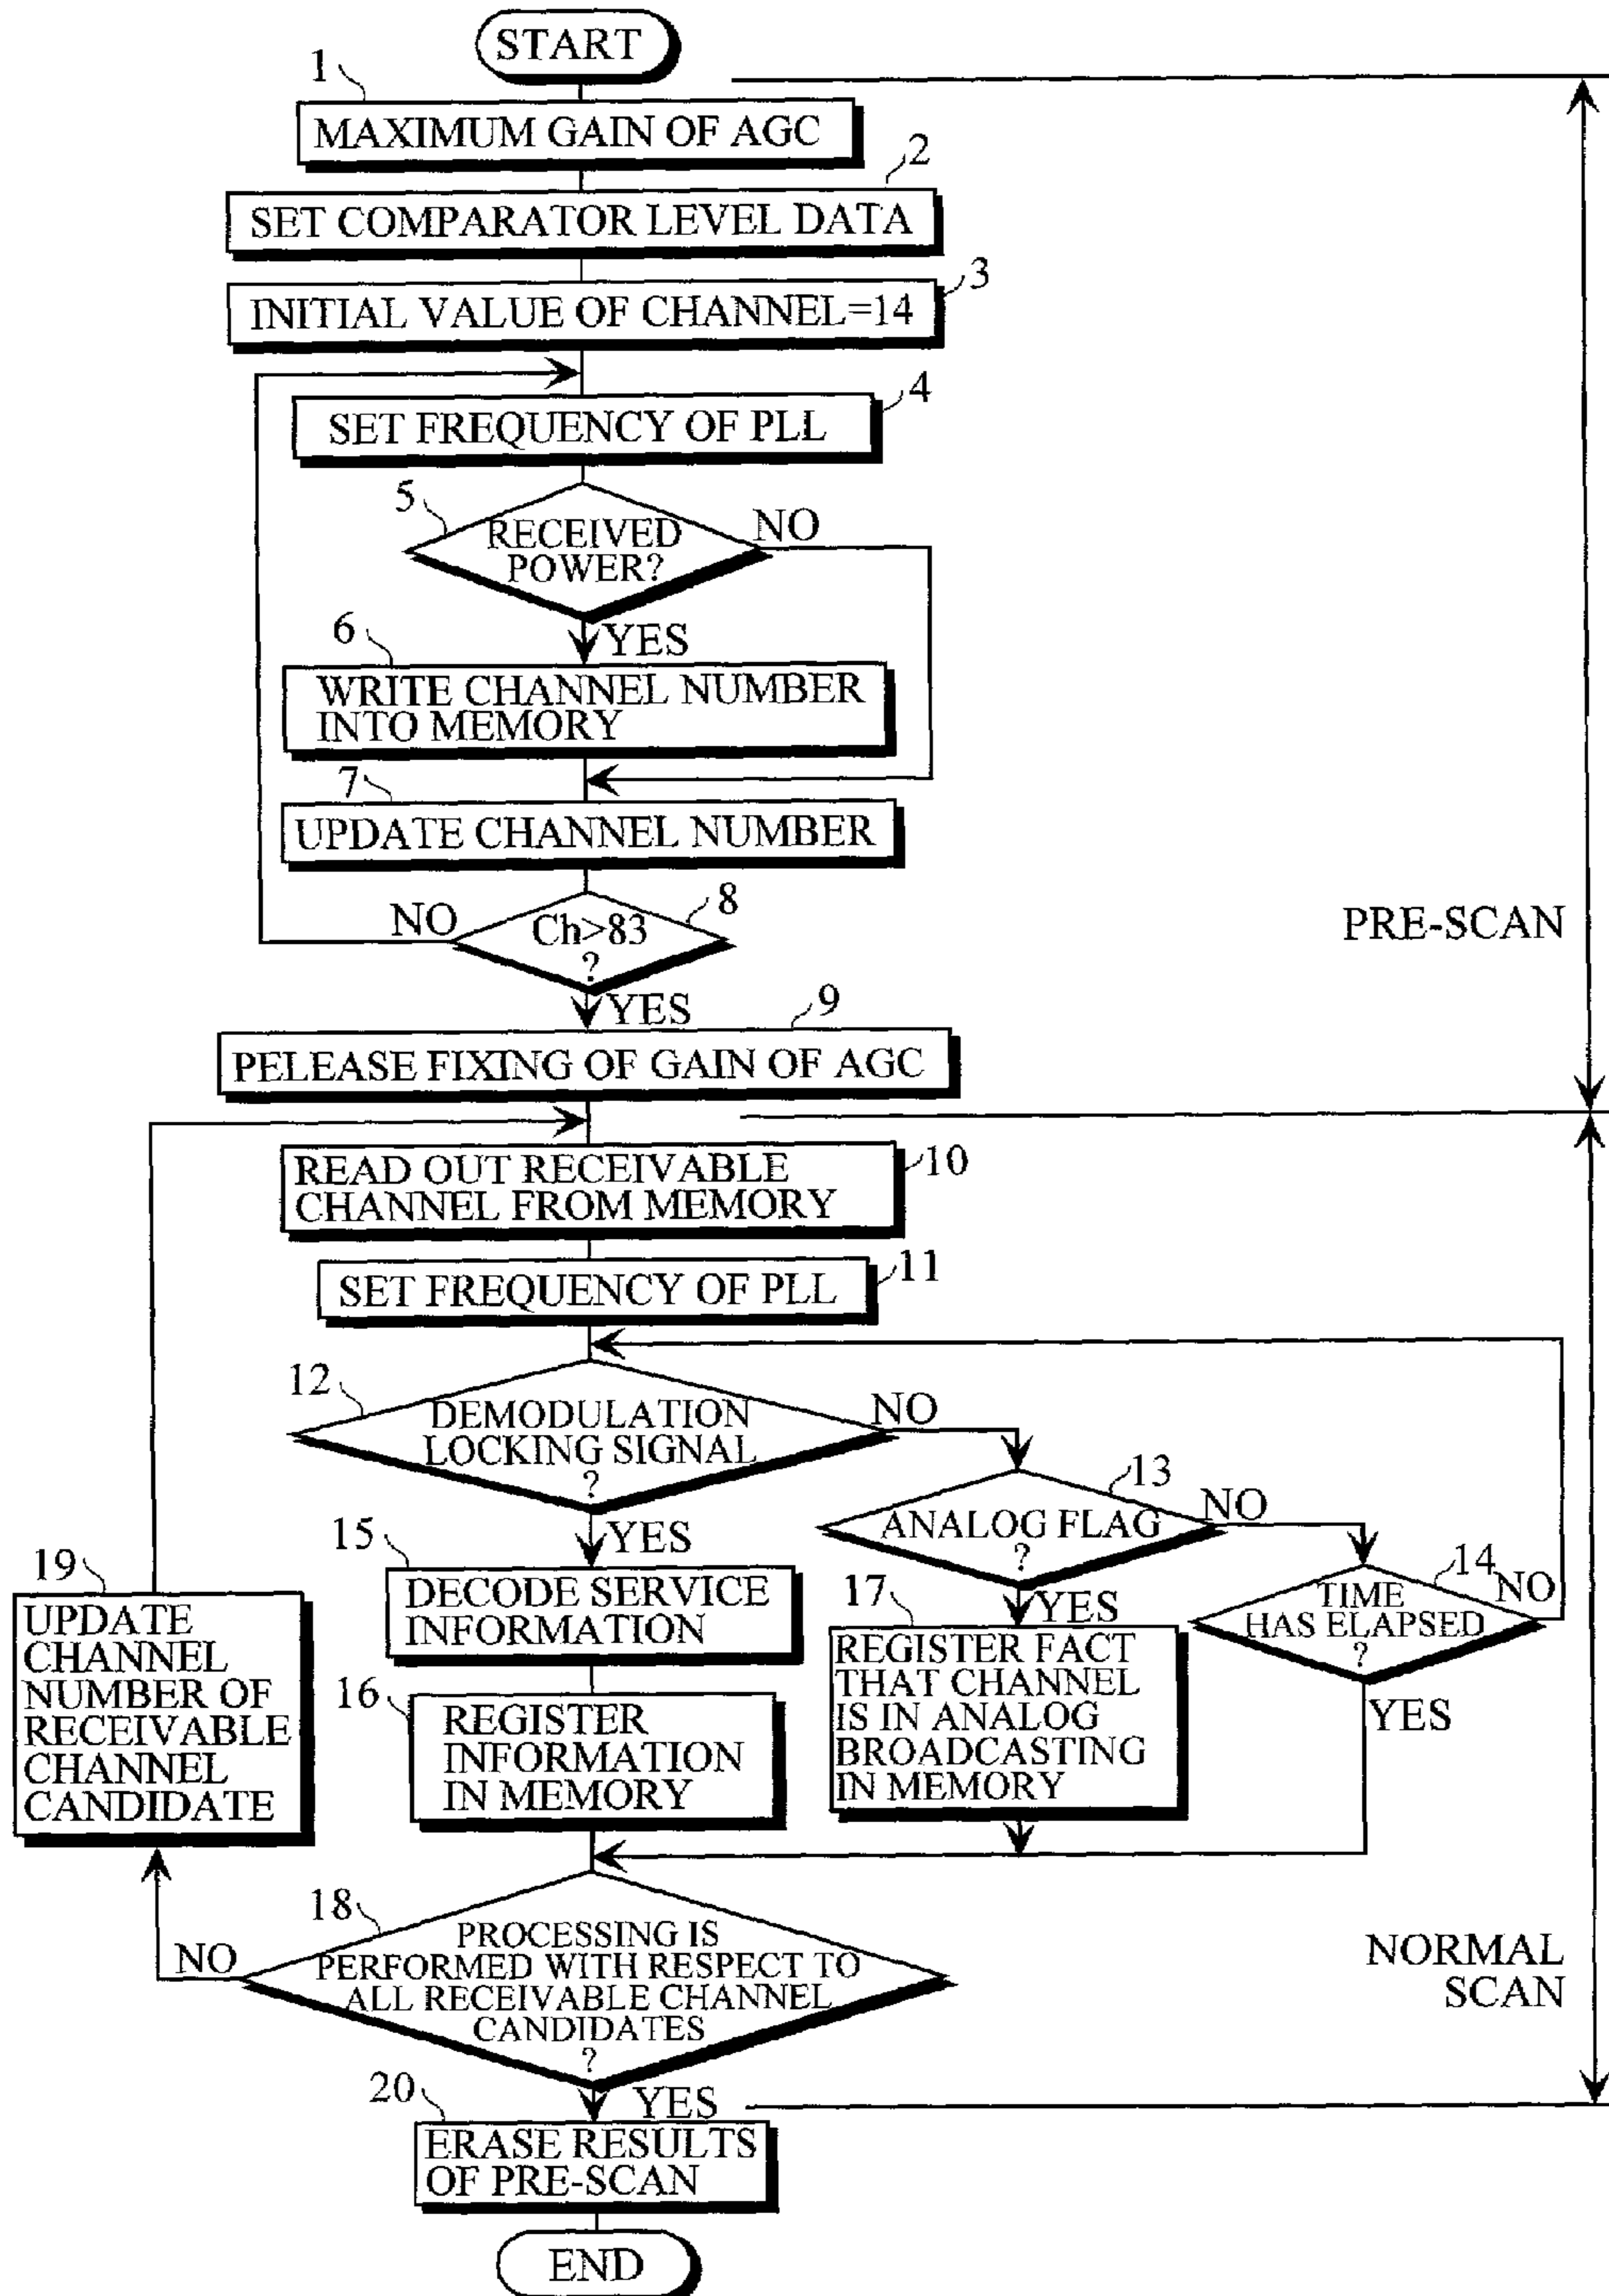 START
1
MAXIMUM GAIN OF AGC
2
SET COMPARATOR LEVEL DATA
3
INITIAL VALUE OF CHANNEL=14
4
SET FREQUENCY OF PLL
5
RECEIVED
POWER?
NO
YES
6
WRITE CHANNEL NUMBER
INTO MEMORY
7
UPDATE CHANNEL NUMBER
8
Ch>83
?
NO
YES
PRE-SCAN
9
PELEASE FIXING OF GAIN OF AGC
10
READ OUT RECEIVABLE
CHANNEL FROM MEMORY
11
SET FREQUENCY OF PLL
12
DEMODULATION
LOCKING SIGNAL
?
NO
YES
13
ANALOG FLAG
?
NO
YES
14
TIME
HAS ELAPSED
?
NO
YES
15
DECODE SERVICE
INFORMATION
16
REGISTER
INFORMATION
IN MEMORY
17
REGISTER FACT
THAT CHANNEL
IS IN ANALOG
BROADCASTING
IN MEMORY
18
PROCESSING IS
PERFORMED WITH RESPECT TO
ALL RECEIVABLE CHANNEL
CANDIDATES
?
NO
YES
19
UPDATE
CHANNEL
NUMBER OF
RECEIVABLE
CHANNEL
CANDIDATE
NORMAL
SCAN
20
ERASE RESULTS
OF PRE-SCAN
END